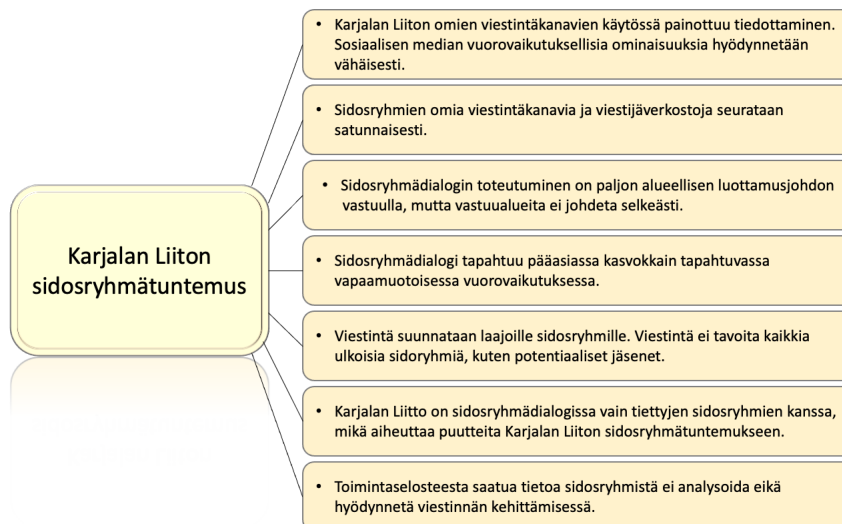 • Karjalan Liiton omien viestintäkanavien käytössä painottuu tiedottaminen.
Sosiaalisen median vuorovaikutuksellisia ominaisuuksia hyödynnetään
vähäisesti.
• Sidosryhmien omia viestintäkanavia ja viestijäverkostoja seurataan
satunnaisesti.
• Sidosryhmädialogin toteutuminen on paljon alueellisen luottamusjohdon
vastuulla, mutta vastuualueita ei johdeta selkeästi.
Karjalan Liiton
sidosryhmätuntemus
• Sidosryhmädialogi tapahtuu pääasiassa kasvokkain tapahtuvassa
vapaamuotoisessa vuorovaikutuksessa.
• Viestintä suunnataan laajoille sidosryhmille. Viestintä ei tavoita kaikkia
ulkoisia sidoryhmiä, kuten potentiaaliset jäsenet.
• Karjalan Liitto on sidosryhmädialogissa vain tiettyjen sidosryhmien kanssa,
mikä aiheuttaa puutteita Karjalan Liiton sidosryhmätuntemukseen.
• Toimintaselosteesta saatua tietoa sidosryhmistä ei analysoida eikä
hyödynnetä viestinnän kehittämisessä.